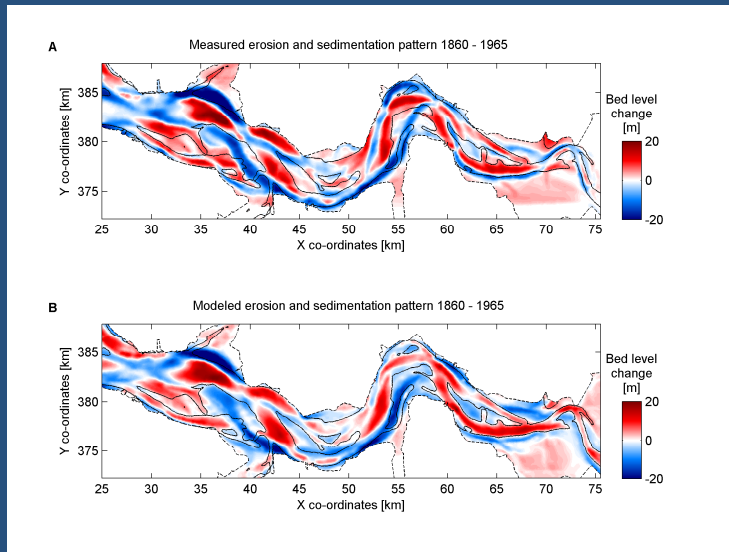 A
Measured erosion and sedimentation pattern 1860 - 1965
Y co-ordinates [km]
385
380
375
25 30 35 40 45 50 55 60 65 70 75
X co-ordinates [km]
Bed level
change
[m]
20
0
-20
B
Modeled erosion and sedimentation pattern 1860 - 1965
Y co-ordinates [km]
385
380
375
25 30 35 40 45 50 55 60 65 70 75
X co-ordinates [km]
Bed level
change
[m]
20
0
-20